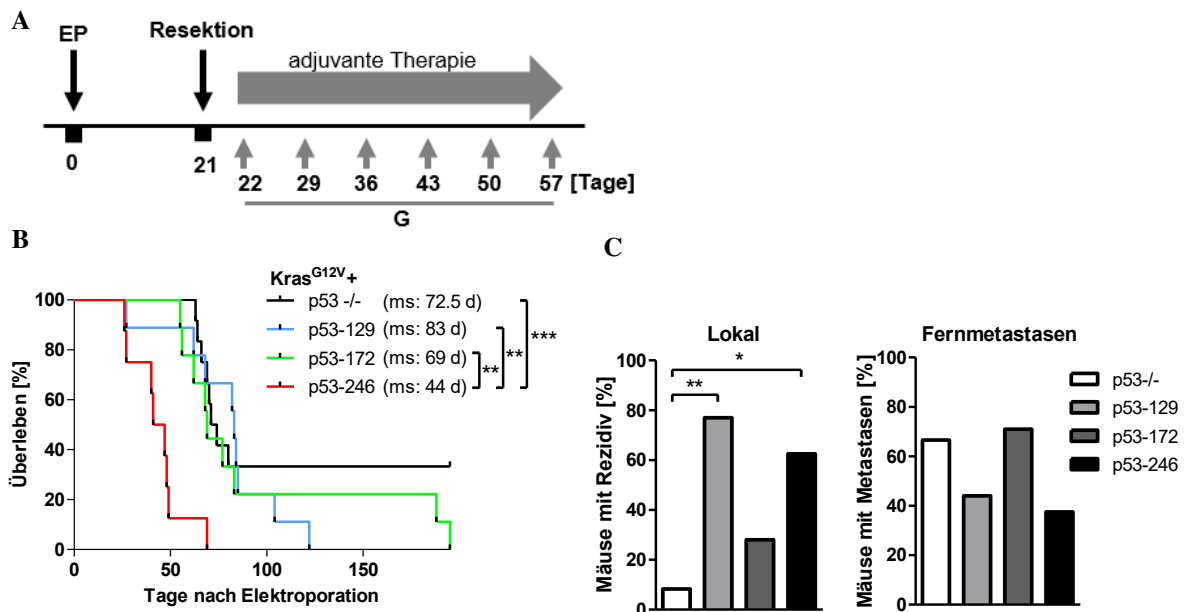 A
EP
Resektion
adjuvante Therapie
0
21
22 29 36 43 50 57 [Tage]
G
B
Kras^G12V+
p53 -/- (ms: 72.5 d)
p53-129 (ms: 83 d)
p53-172 (ms: 69 d)
p53-246 (ms: 44 d)
**
**
***
Überleben [%]
100
80
60
40
20
0
0 50 100 150
Tage nach Elektroporation
C
Lokal
Mäuse mit Rezidiv [%]
100
80
60
40
20
0
**
*
Fernmetastasen
Mäuse mit Metastasen [%]
100
80
60
40
20
0
p53-/-
p53-129
p53-172
p53-246